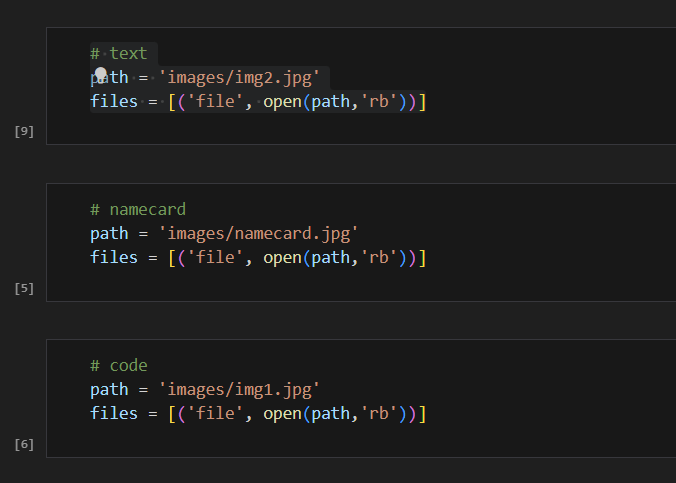 # text
path = 'images/img2.jpg'
files = [('file', open(path,'rb'))]
[9]
# namecard
path = 'images/namecard.jpg'
files = [('file', open(path,'rb'))]
[5]
# code
path = 'images/img1.jpg'
files = [('file', open(path,'rb'))]
[6]